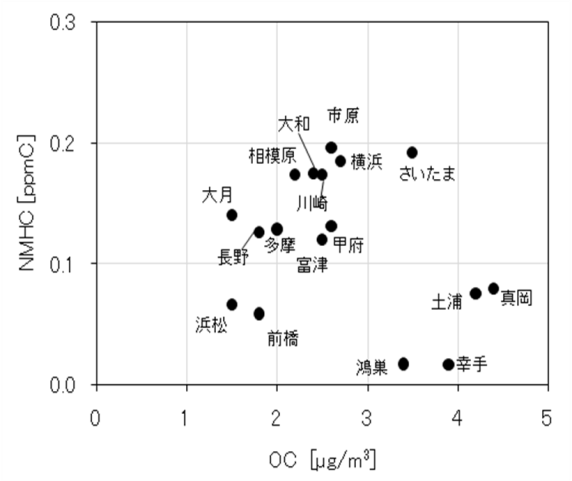 0.3
市原
大和
0.2
相模原
横浜
さいたま
川崎
大月
NMHC [ppmC]
長野
多摩
甲府
富津
0.1
土浦
真岡
浜松
前橋
鴻巣
幸手
0.0
0
1
2
3
4
5
OC [μg/m³]